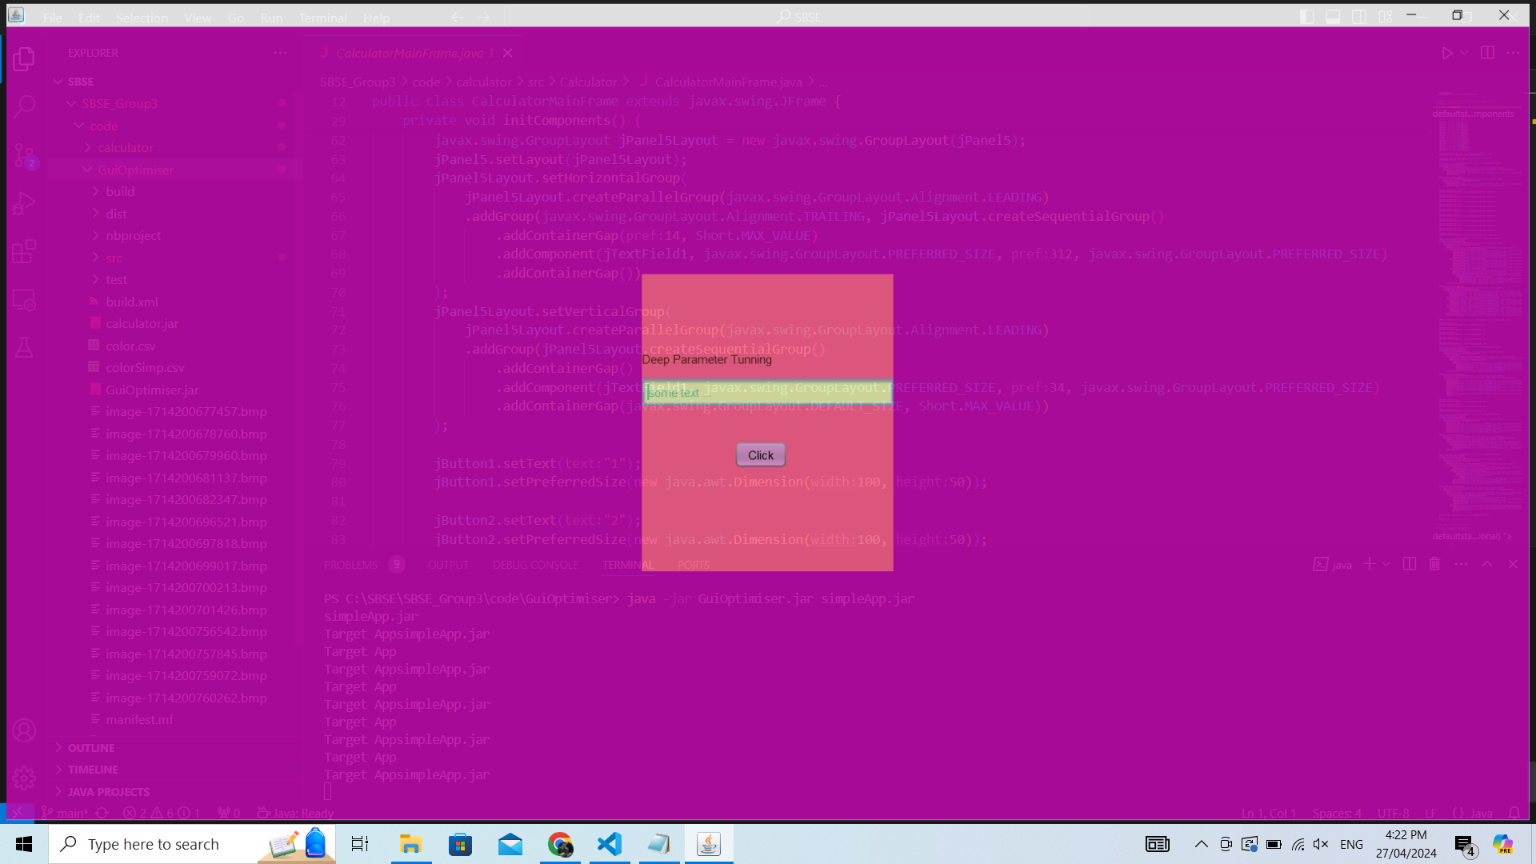 File Edit Selection View Go Run Terminal Help
SBSE
EXPLORER
SBSE
SBSE_Group3
code
calculator
GuiOptimiser
build
dist
nbproject
src
test
build.xml
calculator.jar
color.csv
colorSimp.csv
GuiOptimiser.jar
image-1714200677457.bmp
image-1714200678760.bmp
image-1714200679960.bmp
image-1714200681137.bmp
image-1714200682347.bmp
image-1714200696521.bmp
image-1714200697818.bmp
image-1714200699017.bmp
image-1714200700213.bmp
image-1714200701426.bmp
image-1714200756542.bmp
image-1714200757845.bmp
image-1714200759072.bmp
image-1714200760262.bmp
manifest.mf
OUTLINE
TIMELINE
JAVA PROJECTS
2
CalculatorMainFrame.java 1
SBSE_Group3 > code > calculator > src > Calculator > CalculatorMainFrame.java > ...
12 public class CalculatorMainFrame extends javax.swing.JFrame {
29 private void initComponents() {
62 javax.swing.GroupLayout jPanel5Layout = new javax.swing.GroupLayout(jPanel5);
63 jPanel5.setLayout(jPanel5Layout);
64 jPanel5Layout.setHorizontalGroup(
65 jPanel5Layout.createParallelGroup(javax.swing.GroupLayout.Alignment.LEADING)
66 .addGroup(javax.swing.GroupLayout.Alignment.TRAILING, jPanel5Layout.createSequentialGroup()
67 .addContainerGap(pref:14, Short.MAX_VALUE)
68 .addComponent(jTextField1, javax.swing.GroupLayout.PREFERRED_SIZE, pref:312, javax.swing.GroupLayout.PREFERRED_SIZE)
69 .addContainerGap())
70 );
71 jPanel5Layout.setVerticalGroup(
72 jPanel5Layout.createParallelGroup(javax.swing.GroupLayout.Alignment.LEADING)
73 .addGroup(jPanel5Layout.createSequentialGroup()
74 .addContainerGap()
75 .addComponent(jTextField1, javax.swing.GroupLayout.PREFERRED_SIZE, pref:34, javax.swing.GroupLayout.PREFERRED_SIZE)
76 .addContainerGap(javax.swing.GroupLayout.DEFAULT_SIZE, Short.MAX_VALUE))
77 );
78
79 jButton1.setText(text:"1");
80 jButton1.setPreferredSize(new java.awt.Dimension(width:100, height:50));
81
82 jButton2.setText(text:"2");
83 jButton2.setPreferredSize(new java.awt.Dimension(width:100, height:50));
Deep Parameter Tunning
some text ...
Click
PROBLEMS 9 OUTPUT DEBUG CONSOLE TERMINAL PORTS
java
PS C:\SBSE\SBSE_Group3\code\GuiOptimiser> java -jar GuiOptimiser.jar simpleApp.jar
simpleApp.jar
Target AppsimpleApp.jar
Target App
Target AppsimpleApp.jar
Target App
Target AppsimpleApp.jar
Target App
Target AppsimpleApp.jar
Target App
Target AppsimpleApp.jar
main* 2 6 1 0 Java: Ready
Ln 1, Col 1 Spaces: 4 UTF-8 LF { } Java
Type here to search
ENG
4:22 PM
27/04/2024
4
PRE